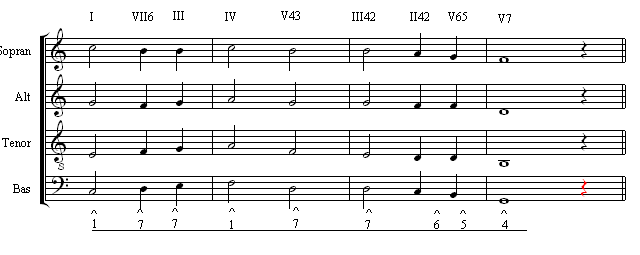 I VII6 III IV V43 III42 II42 V65 V7
Sopran
Alt
Tenor
8
Bas
^ ^ ^ ^ ^ ^ ^ ^ ^
1 7 7 1 7 7 6 5 4